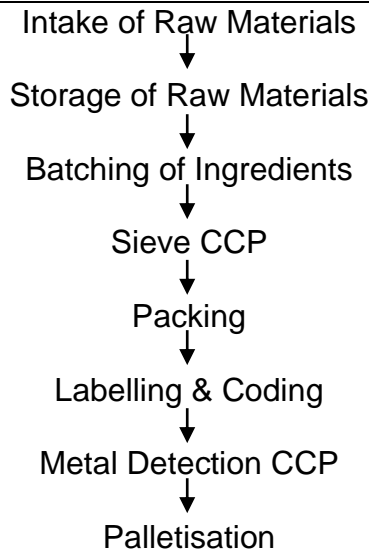 Intake of Raw Materials
Storage of Raw Materials
Batching of Ingredients
Sieve CCP
Packing
Labelling & Coding
Metal Detection CCP
Palletisation